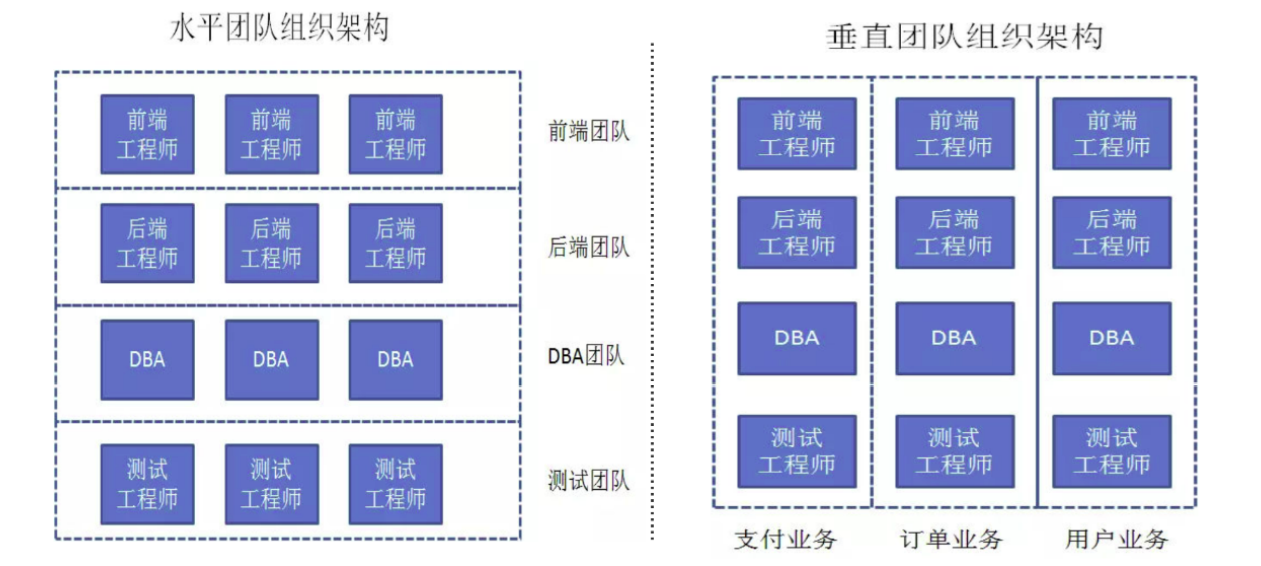 水平团队组织架构
前端
工程师
前端
工程师
前端
工程师
前端团队
后端
工程师
后端
工程师
后端
工程师
后端团队
DBA
DBA
DBA
DBA团队
测试
工程师
测试
工程师
测试
工程师
测试团队
垂直团队组织架构
前端
工程师
前端
工程师
前端
工程师
后端
工程师
后端
工程师
后端
工程师
DBA
DBA
DBA
测试
工程师
测试
工程师
测试
工程师
支付业务
订单业务
用户业务